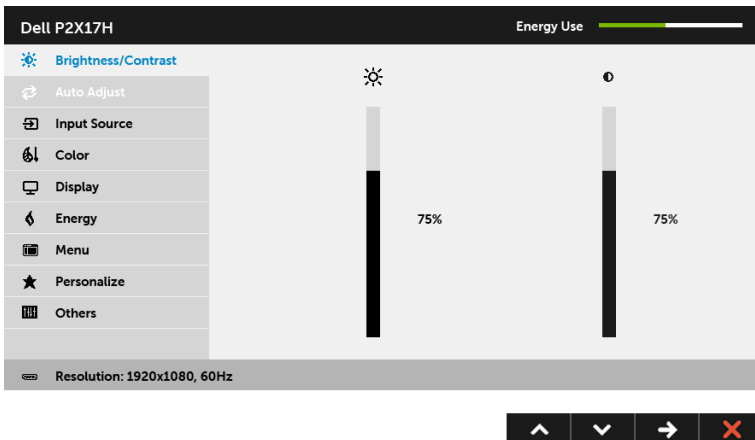 Dell P2X17H
Energy Use
Brightness/Contrast
Auto Adjust
Input Source
Color
Display
Energy
Menu
Personalize
Others
75%
75%
Resolution: 1920x1080, 60Hz